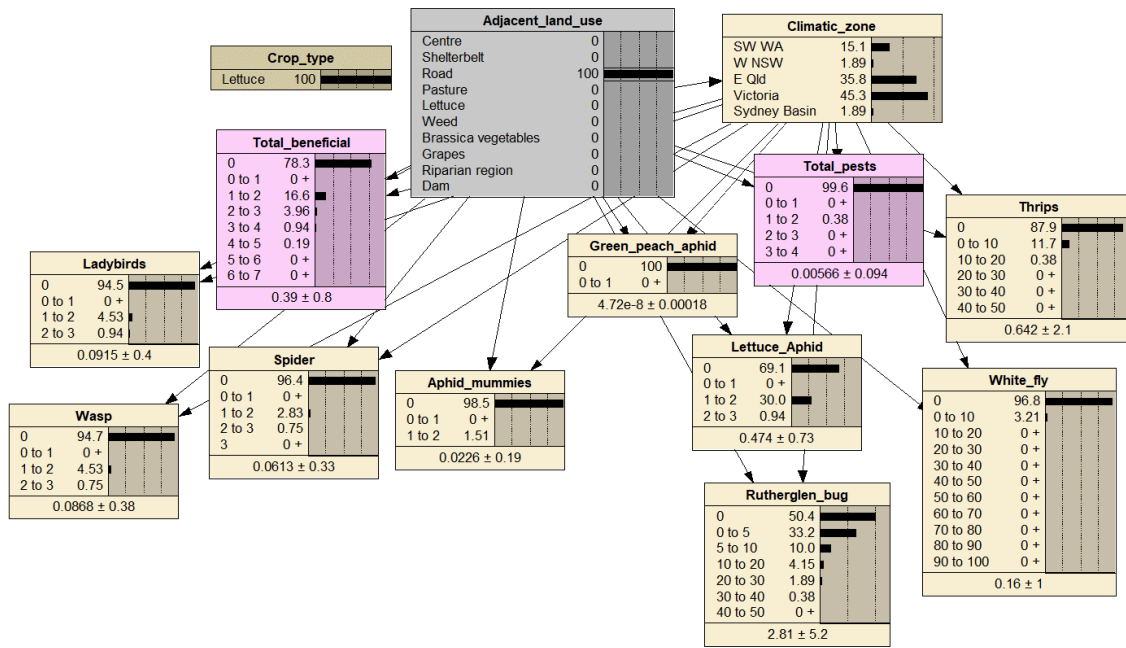 Adjacent_land_use
Centre 0
Shelterbelt 0
Road 100
Pasture 0
Lettuce 0
Weed 0
Brassica vegetables 0
Grapes 0
Riparian region 0
Dam 0
Climatic_zone
SW WA 15.1
W NSW 1.89
E Qld 35.8
Victoria 45.3
Sydney Basin 1.89
Crop_type
Lettuce 100
Total_beneficial
0 78.3
0 to 1 0 +
1 to 2 16.6
2 to 3 3.96
3 to 4 0.94
4 to 5 0.19
5 to 6 0 +
6 to 7 0 +
0.39 ± 0.8
Total_pests
0 99.6
0 to 1 0 +
1 to 2 0.38
2 to 3 0 +
3 to 4 0 +
0.00566 ± 0.094
Thrips
0 87.9
0 to 10 11.7
10 to 20 0.38
20 to 30 0 +
30 to 40 0 +
40 to 50 0 +
0.642 ± 2.1
Green_peach_aphid
0 100
0 to 1 0 +
4.72e-8 ± 0.00018
Ladybirds
0 94.5
0 to 1 0 +
1 to 2 4.53
2 to 3 0.94
0.0915 ± 0.4
Spider
0 96.4
0 to 1 0 +
1 to 2 2.83
2 to 3 0.75
3 0 +
0.0613 ± 0.33
Aphid_mummies
0 98.5
0 to 1 0 +
1 to 2 1.51
0.0226 ± 0.19
Lettuce_Aphid
0 69.1
0 to 1 0 +
1 to 2 30.0
2 to 3 0.94
0.474 ± 0.73
White_fly
0 96.8
0 to 10 3.21
10 to 20 0 +
20 to 30 0 +
30 to 40 0 +
40 to 50 0 +
50 to 60 0 +
60 to 70 0 +
70 to 80 0 +
80 to 90 0 +
90 to 100 0 +
0.16 ± 1
Wasp
0 94.7
0 to 1 0 +
1 to 2 4.53
2 to 3 0.75
0.0868 ± 0.38
Rutherglen_bug
0 50.4
0 to 5 33.2
5 to 10 10.0
10 to 20 4.15
20 to 30 1.89
30 to 40 0.38
40 to 50 0 +
2.81 ± 5.2